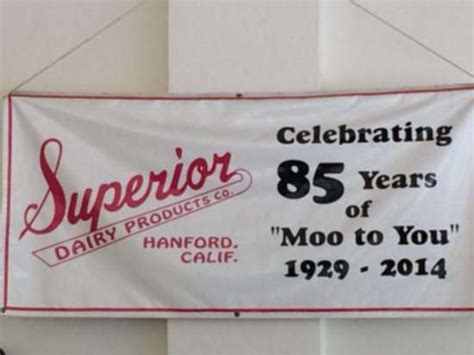 Superior
DAIRY PRODUCTS CO.
HANFORD.
CALIF.
Celebrating
85 Years
of
"Moo to You"
1929 - 2014